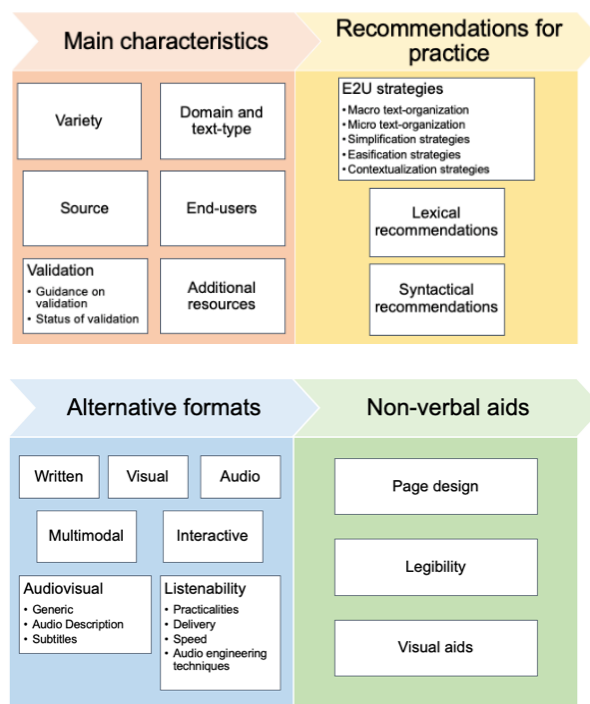 Main characteristics
Recommendations for
practice
Variety
Domain and
text-type
Source
End-users
Validation
• Guidance on
validation
• Status of validation
Additional
resources
E2U strategies
• Macro text-organization
• Micro text-organization
• Simplification strategies
• Easification strategies
• Contextualization strategies
Lexical
recommendations
Syntactical
recommendations
Alternative formats
Non-verbal aids
Written
Visual
Audio
Multimodal
Interactive
Audiovisual
• Generic
• Audio Description
• Subtitles
Listenability
• Practicalities
• Delivery
• Speed
• Audio engineering
techniques
Page design
Legibility
Visual aids